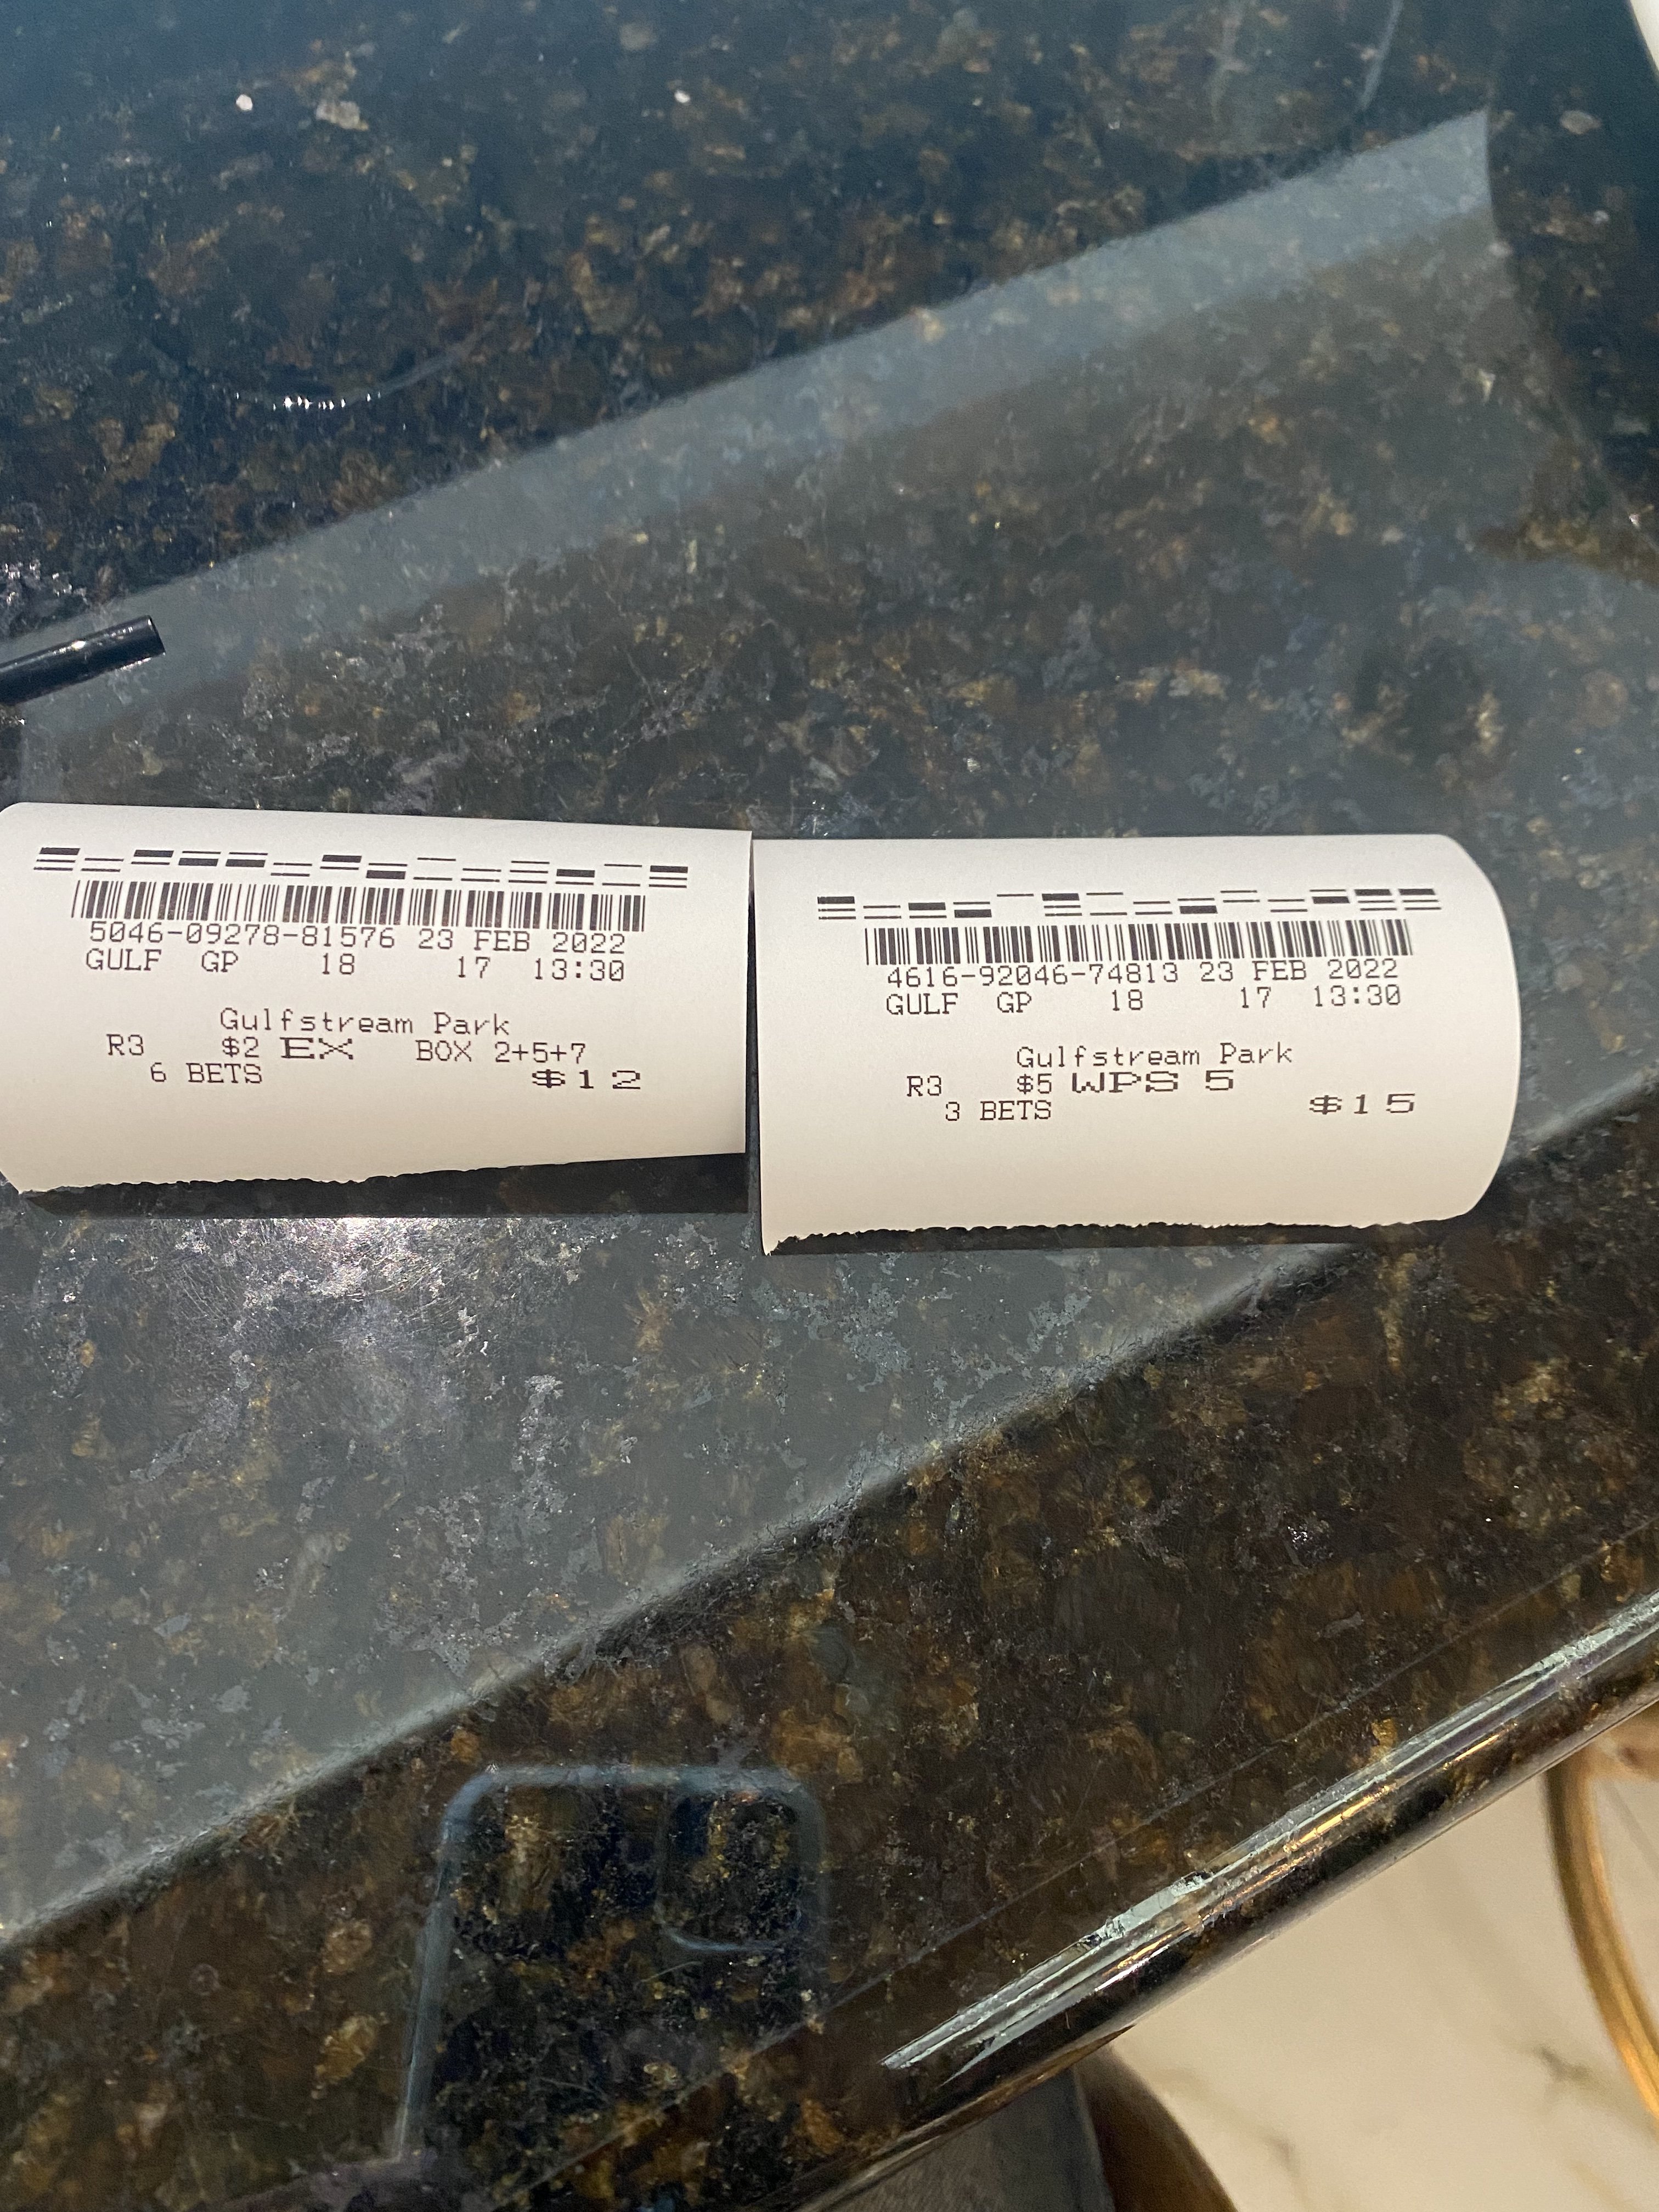 5046-09278-81576 23 FEB 2022
GULF GP 18 17 13:30
Gulfstream Park
R3 $2 EX BOX 2+5+7
6 BETS $12
4616-92046-74813 23 FEB 2022
GULF GP 18 17 13:30
Gulfstream Park
R3 $5 WPS 5
3 BETS $15